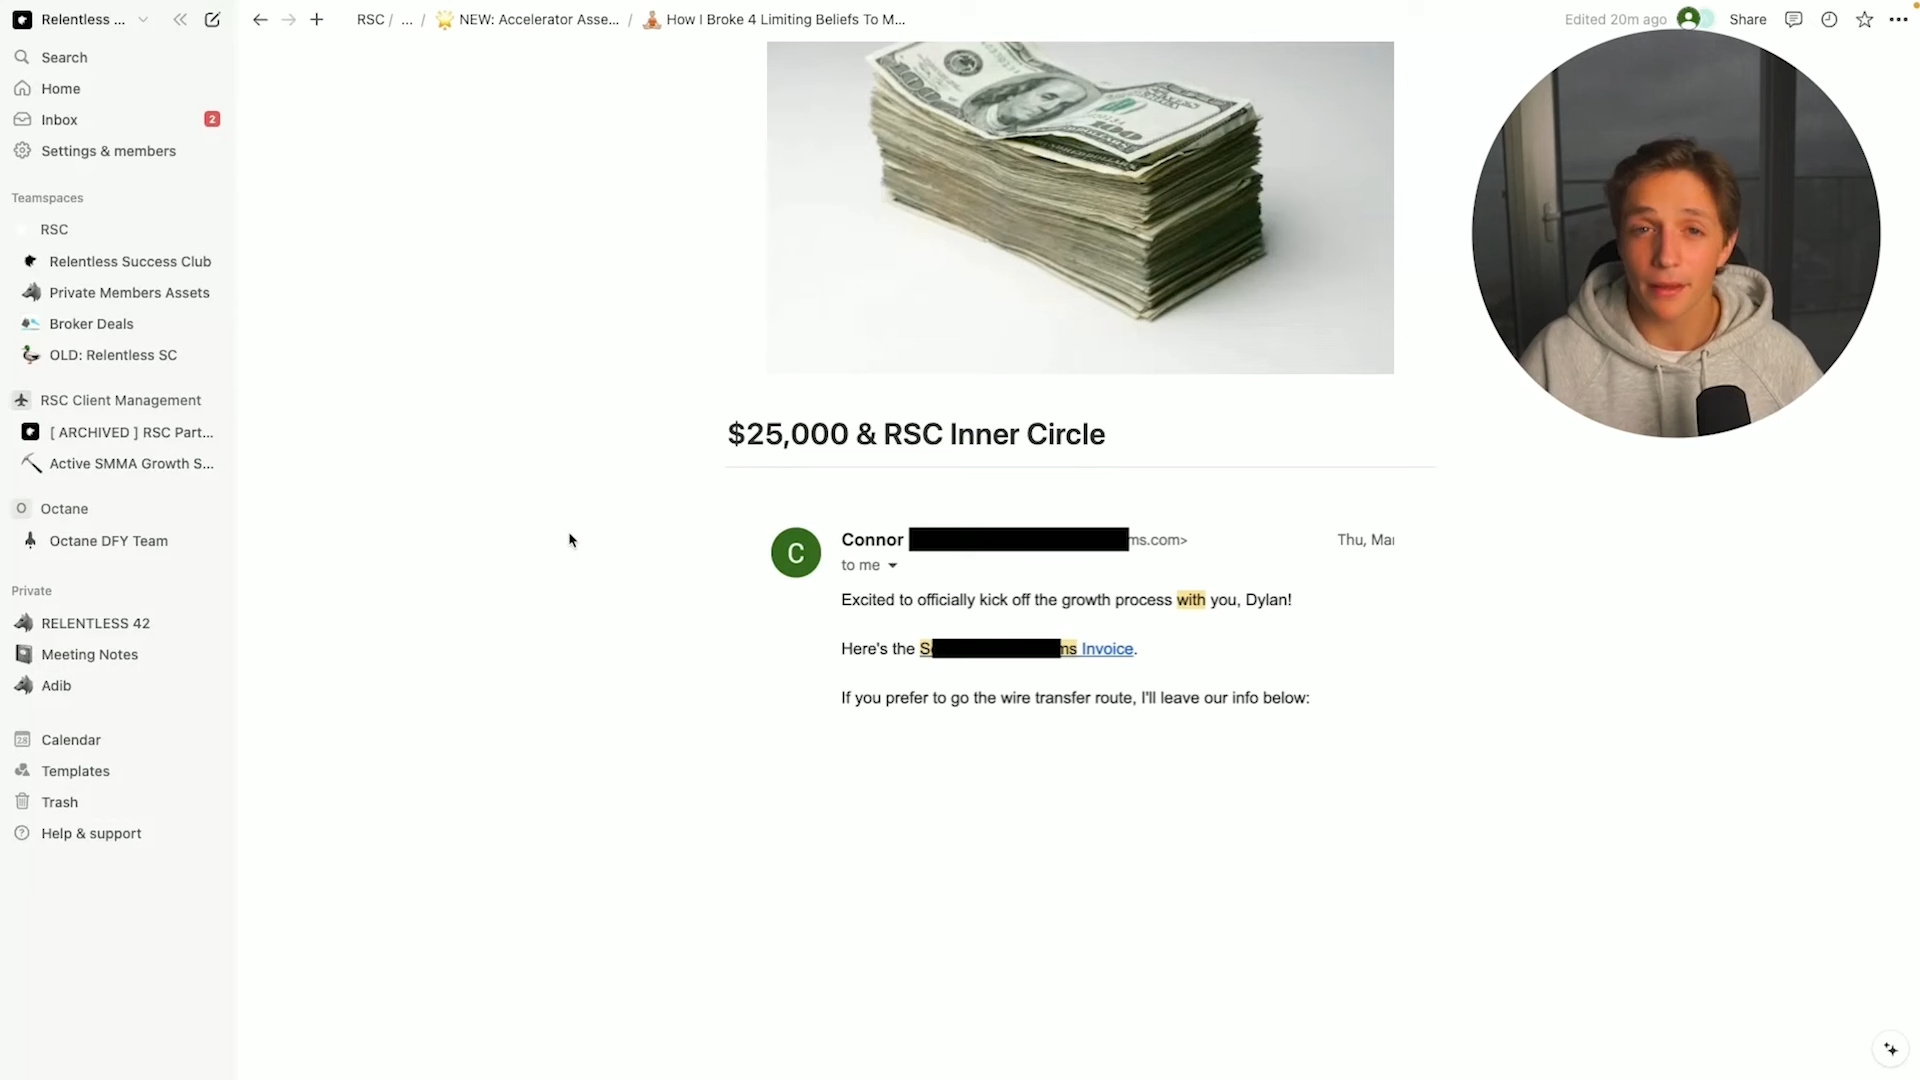 Relentless ...
RSC / ... / NEW: Accelerator Asse... / How I Broke 4 Limiting Beliefs To M...
Edited 20m ago
Share
Search
Home
Inbox
2
Settings & members
Teamspaces
RSC
Relentless Success Club
Private Members Assets
Broker Deals
OLD: Relentless SC
RSC Client Management
[ ARCHIVED ] RSC Part...
Active SMMA Growth S...
O Octane
Octane DFY Team
Private
RELENTLESS 42
Meeting Notes
Adib
28 Calendar
Templates
Trash
Help & support
100
100
$25,000 & RSC Inner Circle
C
Connor ms.com>
Thu, Mar
to me
Excited to officially kick off the growth process with you, Dylan!
Here's the S ms Invoice.
If you prefer to go the wire transfer route, I'll leave our info below: